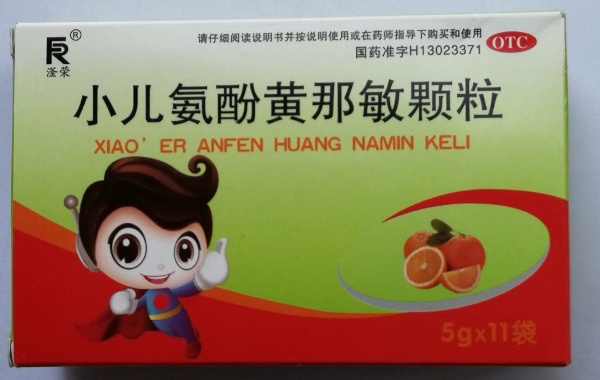 请仔细阅读说明书并按说明使用或在药师指导下购买和使用
国药准字H13023371
OTC
FR
滏荣
小儿氨酚黄那敏颗粒
XIAO' ER ANFEN HUANG NAMIN KELI
5gx11袋